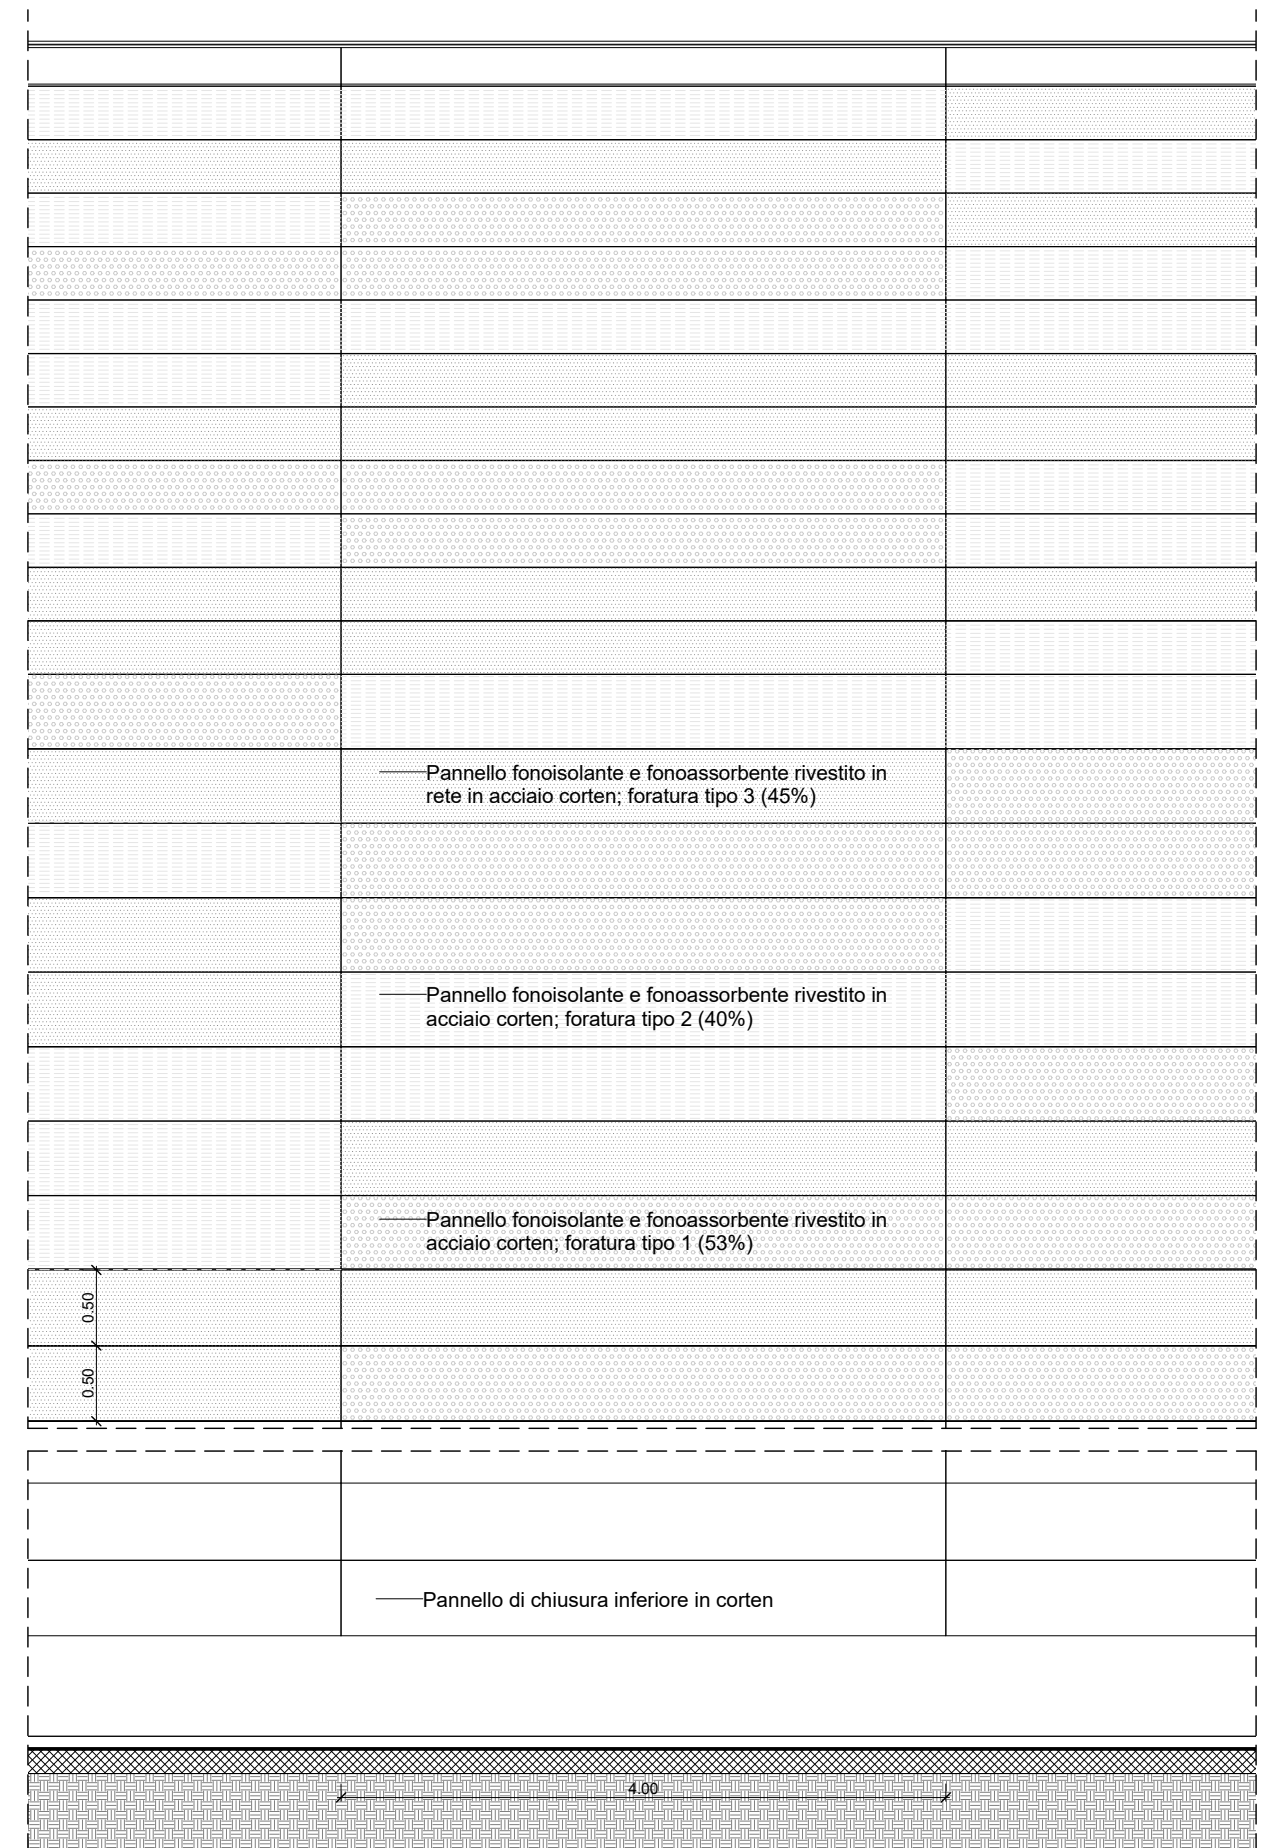 Pannello fonoisolante e fonoassorbente rivestito in
rete in acciaio corten; foratura tipo 3 (45%)
Pannello fonoisolante e fonoassorbente rivestito in
acciaio corten; foratura tipo 2 (40%)
Pannello fonoisolante e fonoassorbente rivestito in
acciaio corten; foratura tipo 1 (53%)
0.50
0.50
Pannello di chiusura inferiore in corten
4.00